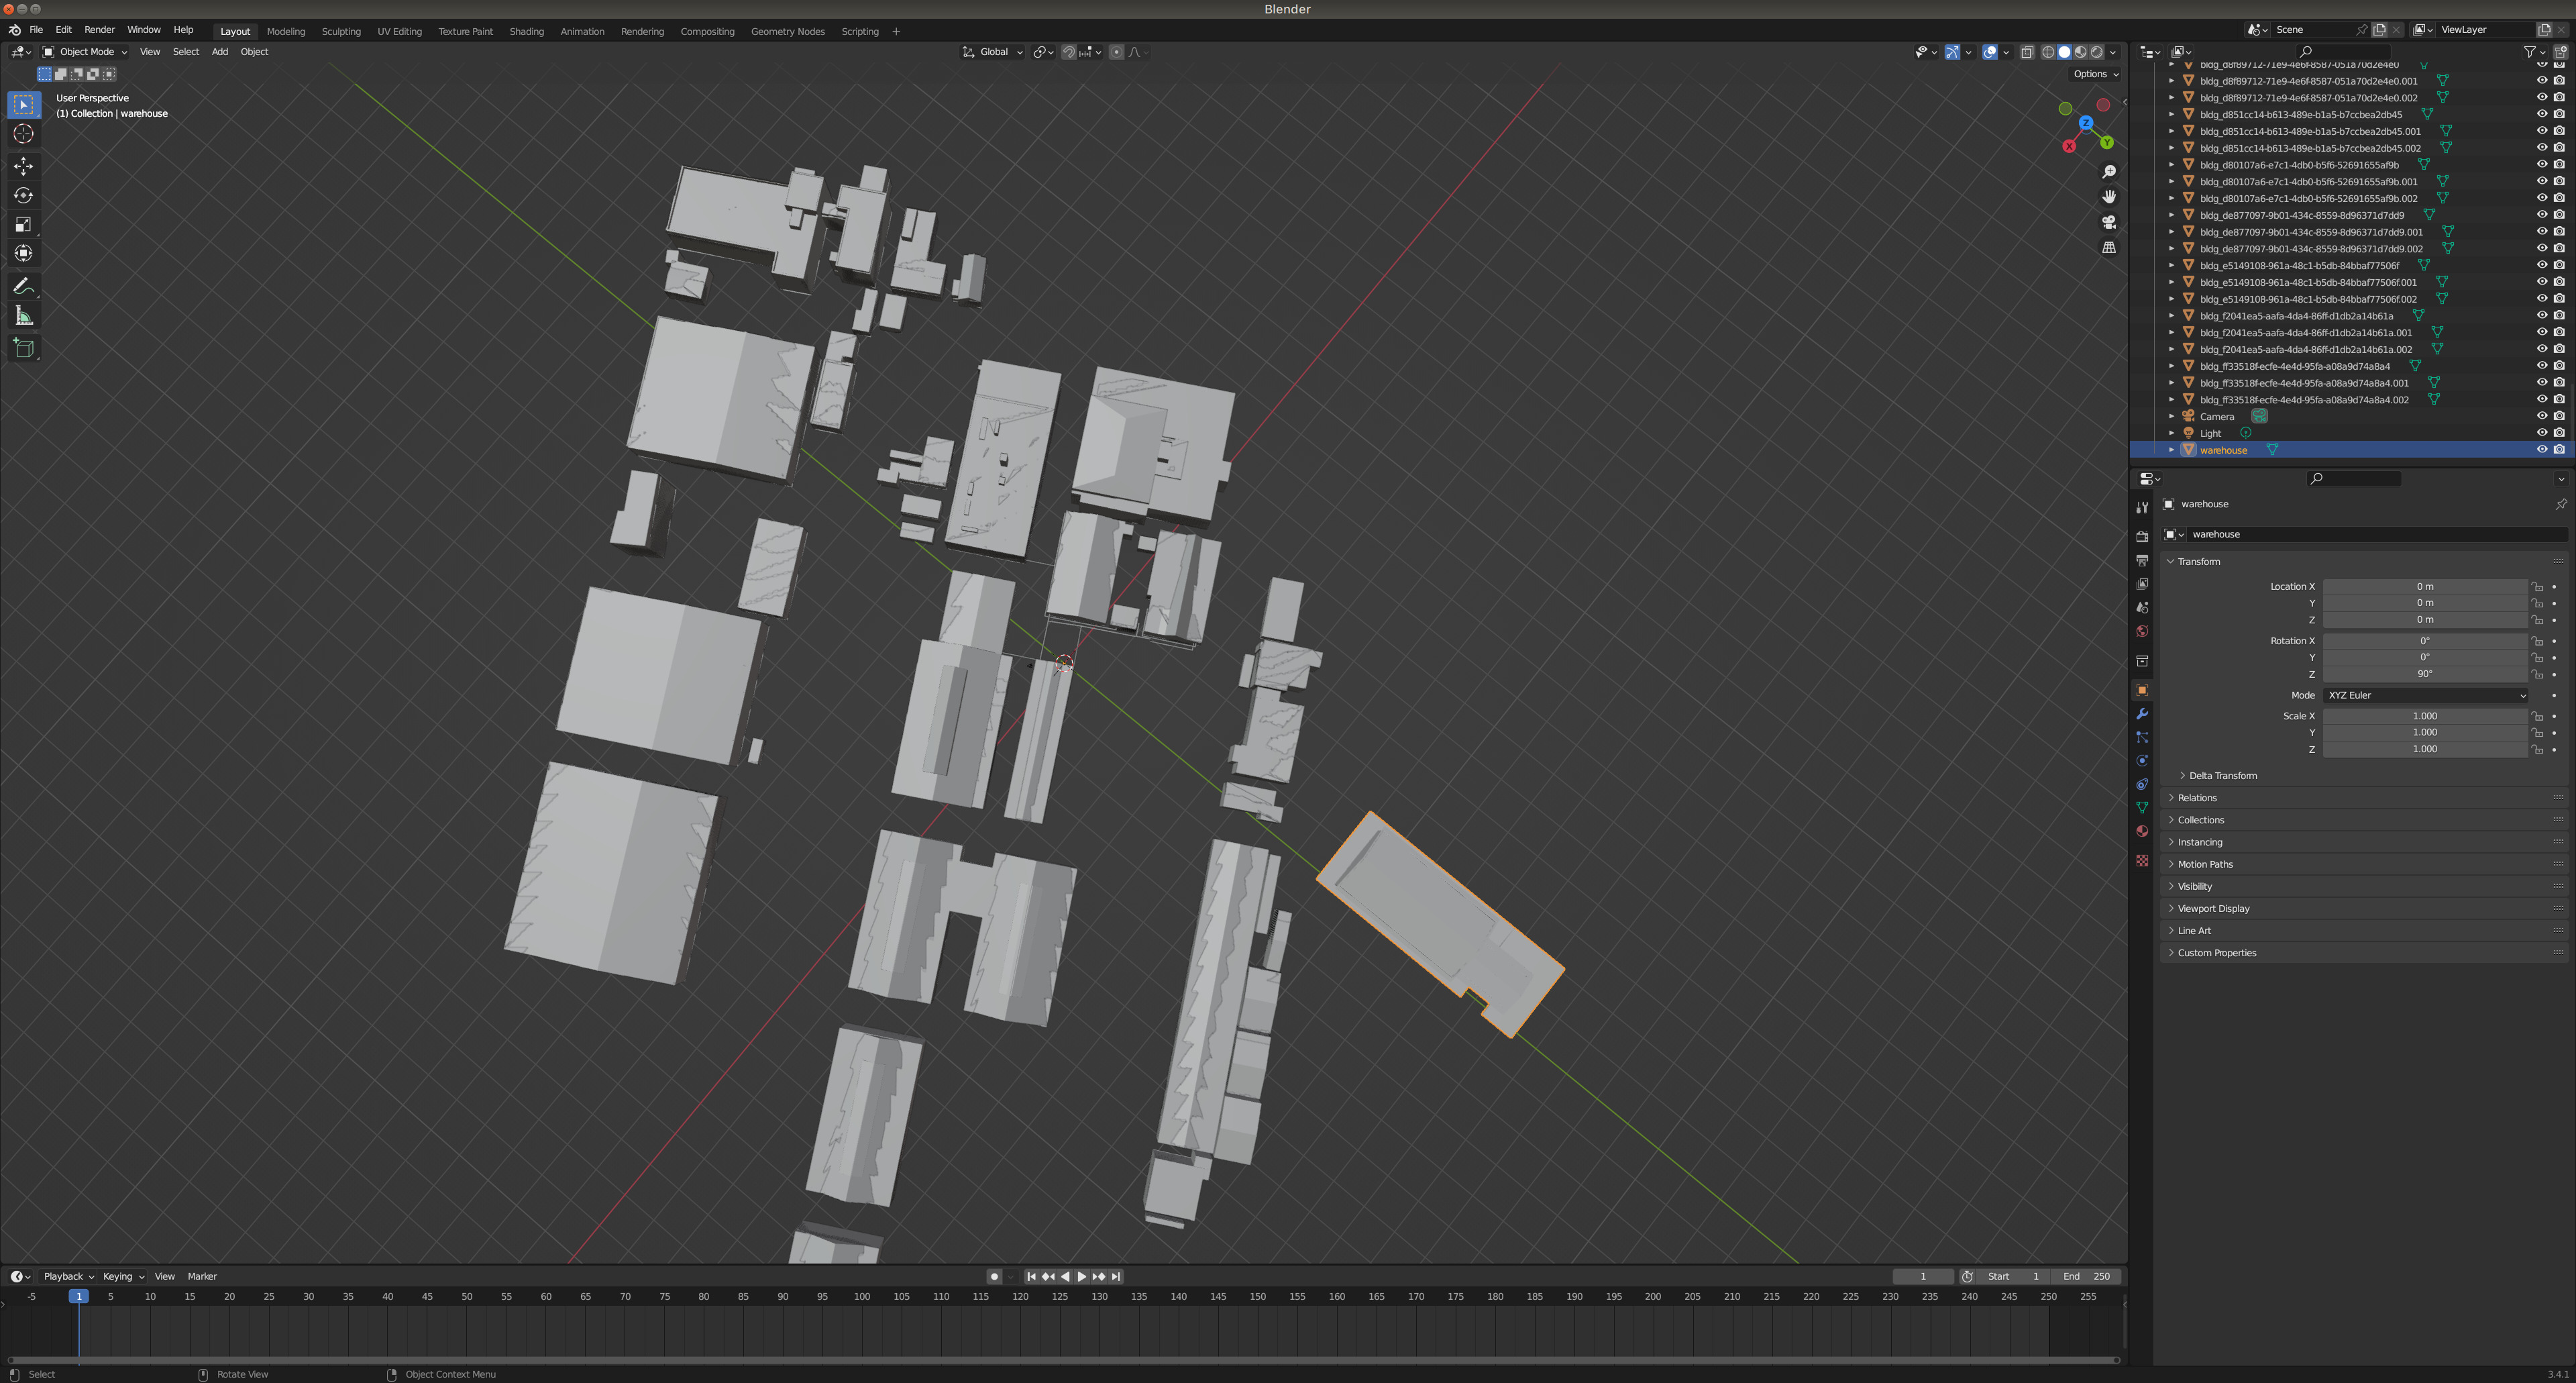 Blender
File Edit Render Window Help Layout Modeling Sculpting UV Editing Texture Paint Shading Animation Rendering Compositing Geometry Nodes Scripting + Scene ViewLayer
Object Mode View Select Add Object Global
Options
User Perspective
(1) Collection | warehouse
Z
Y
X
bldg_d8f89712-71e9-4e6f-8587-051a70d2e4e0
bldg_d8f89712-71e9-4e6f-8587-051a70d2e4e0.001
bldg_d8f89712-71e9-4e6f-8587-051a70d2e4e0.002
bldg_d851cc14-b613-489e-b1a5-b7ccbea2db45
bldg_d851cc14-b613-489e-b1a5-b7ccbea2db45.001
bldg_d851cc14-b613-489e-b1a5-b7ccbea2db45.002
bldg_d80107a6-e7c1-4db0-b5f6-52691655af9b
bldg_d80107a6-e7c1-4db0-b5f6-52691655af9b.001
bldg_d80107a6-e7c1-4db0-b5f6-52691655af9b.002
bldg_de877097-9b01-434c-8559-8d96371d7dd9
bldg_de877097-9b01-434c-8559-8d96371d7dd9.001
bldg_de877097-9b01-434c-8559-8d96371d7dd9.002
bldg_e5149108-961a-48c1-b5db-84bbaf77506f
bldg_e5149108-961a-48c1-b5db-84bbaf77506f.001
bldg_e5149108-961a-48c1-b5db-84bbaf77506f.002
bldg_f2041ea5-aafa-4da4-86ff-d1db2a14b61a
bldg_f2041ea5-aafa-4da4-86ff-d1db2a14b61a.001
bldg_f2041ea5-aafa-4da4-86ff-d1db2a14b61a.002
bldg_ff33518f-ecfe-4e4d-95fa-a08a9d74a8a4
bldg_ff33518f-ecfe-4e4d-95fa-a08a9d74a8a4.001
bldg_ff33518f-ecfe-4e4d-95fa-a08a9d74a8a4.002
Camera
Light
warehouse
warehouse
warehouse
Transform
Location X 0 m
Y 0 m
Z 0 m
Rotation X 0°
Y 0°
Z 90°
Mode XYZ Euler
Scale X 1.000
Y 1.000
Z 1.000
Delta Transform
Relations
Collections
Instancing
Motion Paths
Visibility
Viewport Display
Line Art
Custom Properties
Playback Keying View Marker 1 Start 1 End 250
-5 1 5 10 15 20 25 30 35 40 45 50 55 60 65 70 75 80 85 90 95 100 105 110 115 120 125 130 135 140 145 150 155 160 165 170 175 180 185 190 195 200 205 210 215 220 225 230 235 240 245 250 255
Select Rotate View Object Context Menu 3.4.1